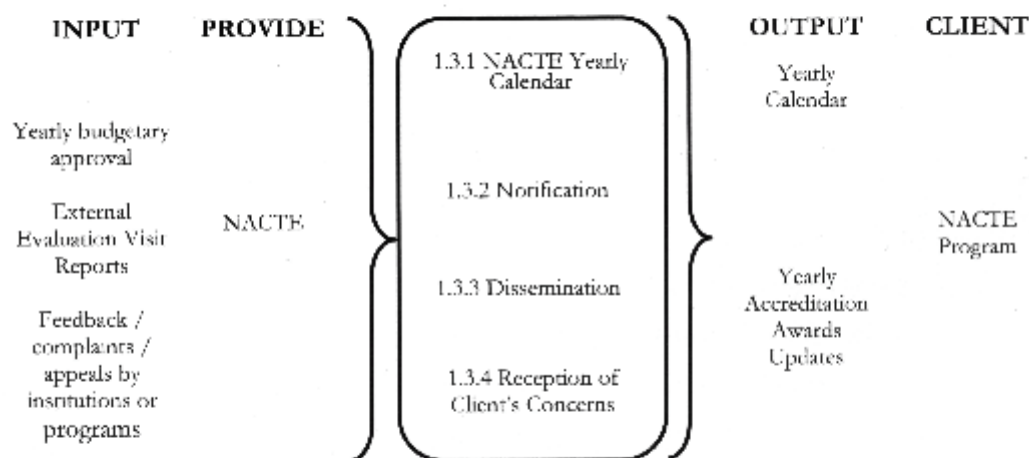 INPUT
PROVIDE
OUTPUT
CLIENT
Yearly budgetary
approval
External
Evaluation Visit
Reports
Feedback /
complaints /
appeals by
institutions or
programs
NACTE
1.3.1 NACTE Yearly
Calendar
1.3.2 Notification
1.3.3 Dissemination
1.3.4 Reception of
Client's Concerns
Yearly
Calendar
Yearly
Accreditation
Awards
Updates
NACTE
Program